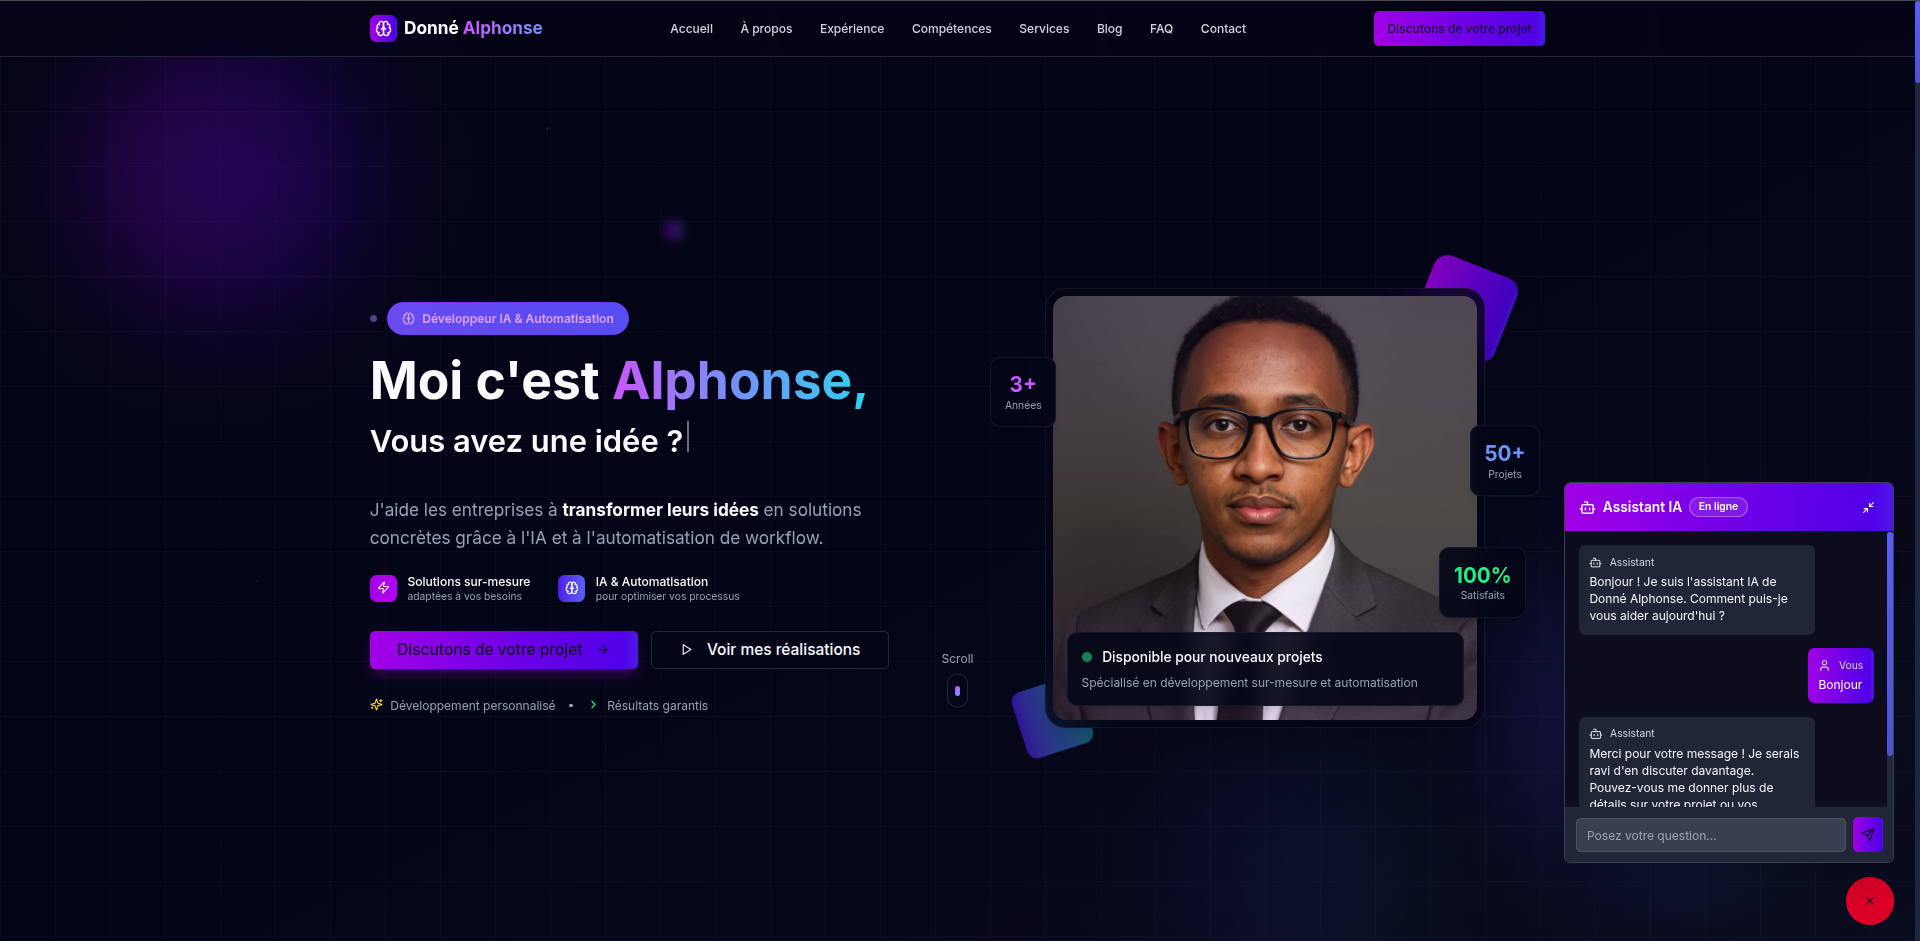 Donné Alphonse
Accueil
À propos
Expérience
Compétences
Services
Blog
FAQ
Contact
Discutons de votre projet
Développeur IA & Automatisation
Moi c'est Alphonse,
Vous avez une idée ?
J'aide les entreprises à transformer leurs idées en solutions
concrètes grâce à l'IA et à l'automatisation de workflow.
Solutions sur-mesure
adaptées à vos besoins
IA & Automatisation
pour optimiser vos processus
Discutons de votre projet →
Voir mes réalisations
Développement personnalisé • Résultats garantis
Scroll
3+
Années
50+
Projets
100%
Satisfaits
Disponible pour nouveaux projets
Spécialisé en développement sur-mesure et automatisation
Assistant IA
En ligne
Assistant
Bonjour ! Je suis l'assistant IA de
Donné Alphonse. Comment puis-je
vous aider aujourd'hui ?
Vous
Bonjour
Assistant
Merci pour votre message ! Je serais
ravi d'en discuter davantage.
Pouvez-vous me donner plus de
détails sur votre projet ou vos
Posez votre question...